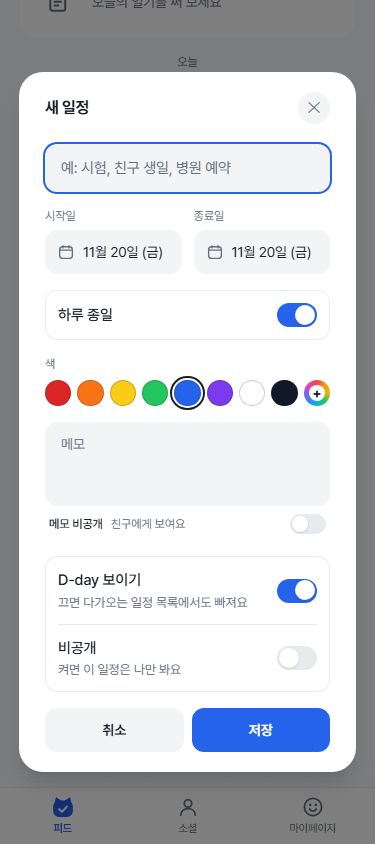 오늘의 일기를 써 보세요
오늘
새 일정
예: 시험, 친구 생일, 병원 예약
시작일
종료일
11월 20일 (금)
11월 20일 (금)
하루 종일
색
메모
메모 비공개 친구에게 보여요
D-day 보이기
끄면 다가오는 일정 목록에서도 빠져요
비공개
켜면 이 일정은 나만 봐요
취소
저장
피드
소셜
마이페이지